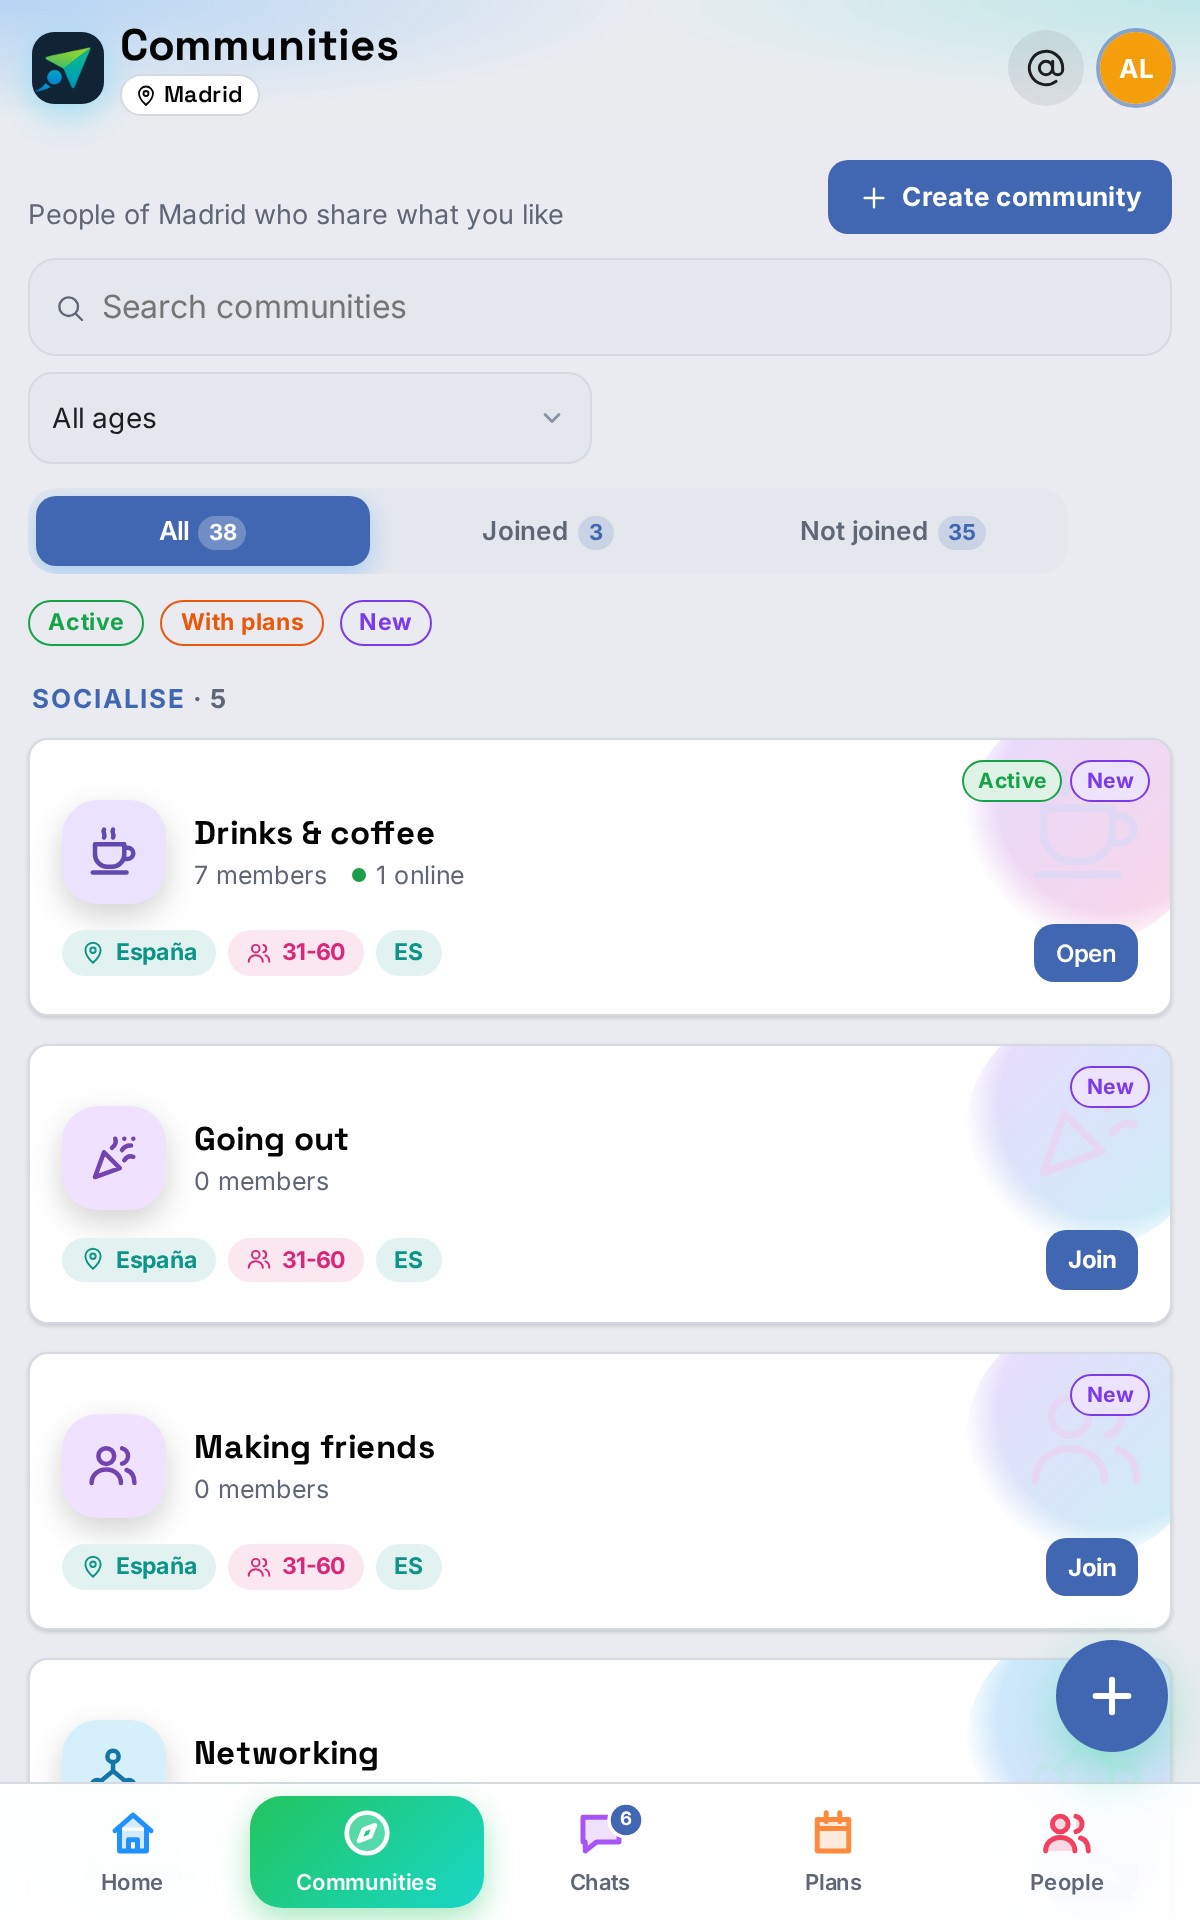 Communities
Madrid
@
AL
People of Madrid who share what you like
+ Create community
Search communities
All ages
All 38
Joined 3
Not joined 35
Active
With plans
New
SOCIALISE · 5
Active
New
Drinks & coffee
7 members
1 online
España
31-60
ES
Open
New
Going out
0 members
España
31-60
ES
Join
New
Making friends
0 members
España
31-60
ES
Join
Networking
+
Home
Communities
6
Chats
Plans
People